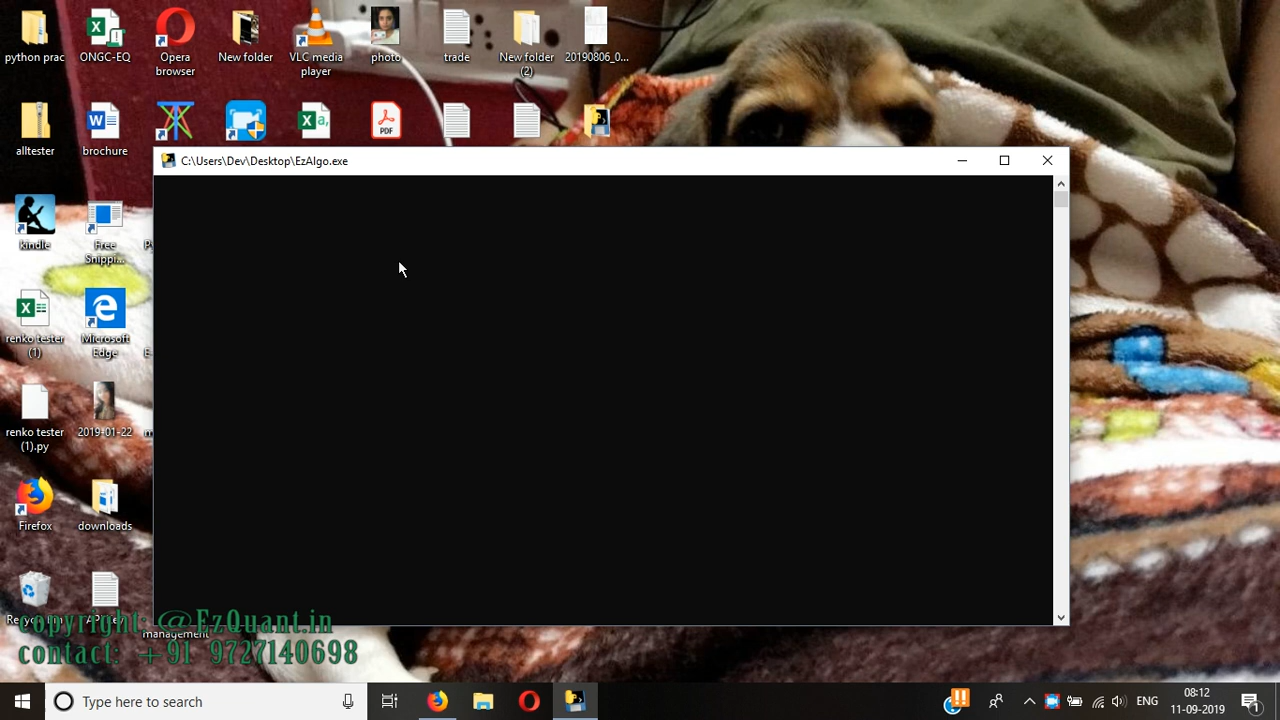 python prac
ONGC-EQ
Opera
browser
New folder
VLC media
player
photo
trade
New folder
(2)
20190806_0...
alltester
brochure
PDF
C:\Users\Dev\Desktop\EzAlgo.exe
kindle
Free
Shippi...
renko tester
(1)
Microsoft
Edge
renko tester
(1).py
2019-01-22
Firefox
downloads
management
copyright: @EzQuant.in
contact: +91 9727140698
Type here to search
ENG
08:12
11-09-2019
1